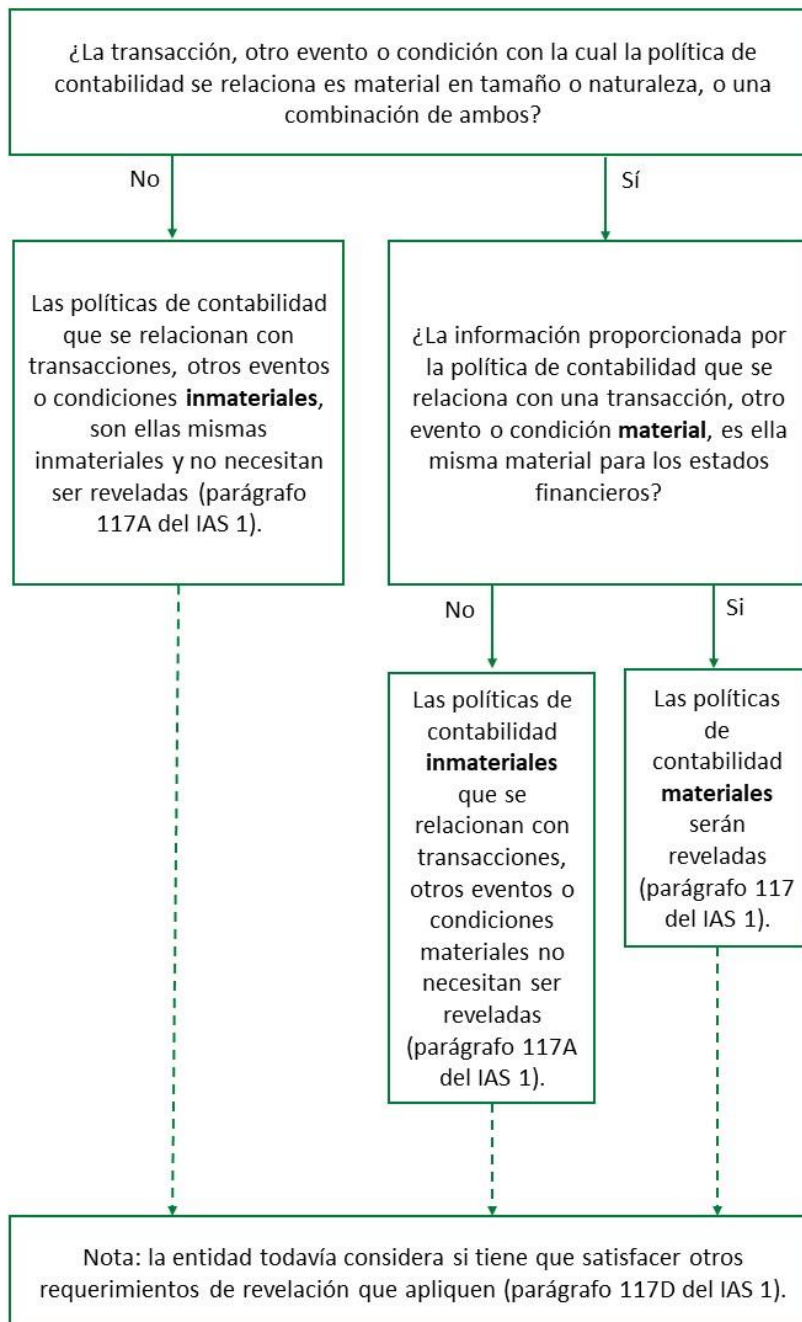 ¿La transacción, otro evento o condición con la cual la política de
contabilidad se relaciona es material en tamaño o naturaleza, o una
combinación de ambos?
No
Sí
Las políticas de contabilidad
que se relacionan con
transacciones, otros eventos
o condiciones inmateriales,
son ellas mismas
inmateriales y no necesitan
ser reveladas (parágrafo
117A del IAS 1).
¿La información proporcionada por
la política de contabilidad que se
relaciona con una transacción, otro
evento o condición material, es ella
misma material para los estados
financieros?
No
Si
Las políticas de
contabilidad
inmateriales
que se
relacionan con
transacciones,
otros eventos o
condiciones
materiales no
necesitan ser
reveladas
(parágrafo 117A
del IAS 1).
Las políticas
de
contabilidad
materiales
serán
reveladas
(parágrafo 117
del IAS 1).
Nota: la entidad todavía considera si tiene que satisfacer otros
requerimientos de revelación que apliquen (parágrafo 117D del IAS 1).